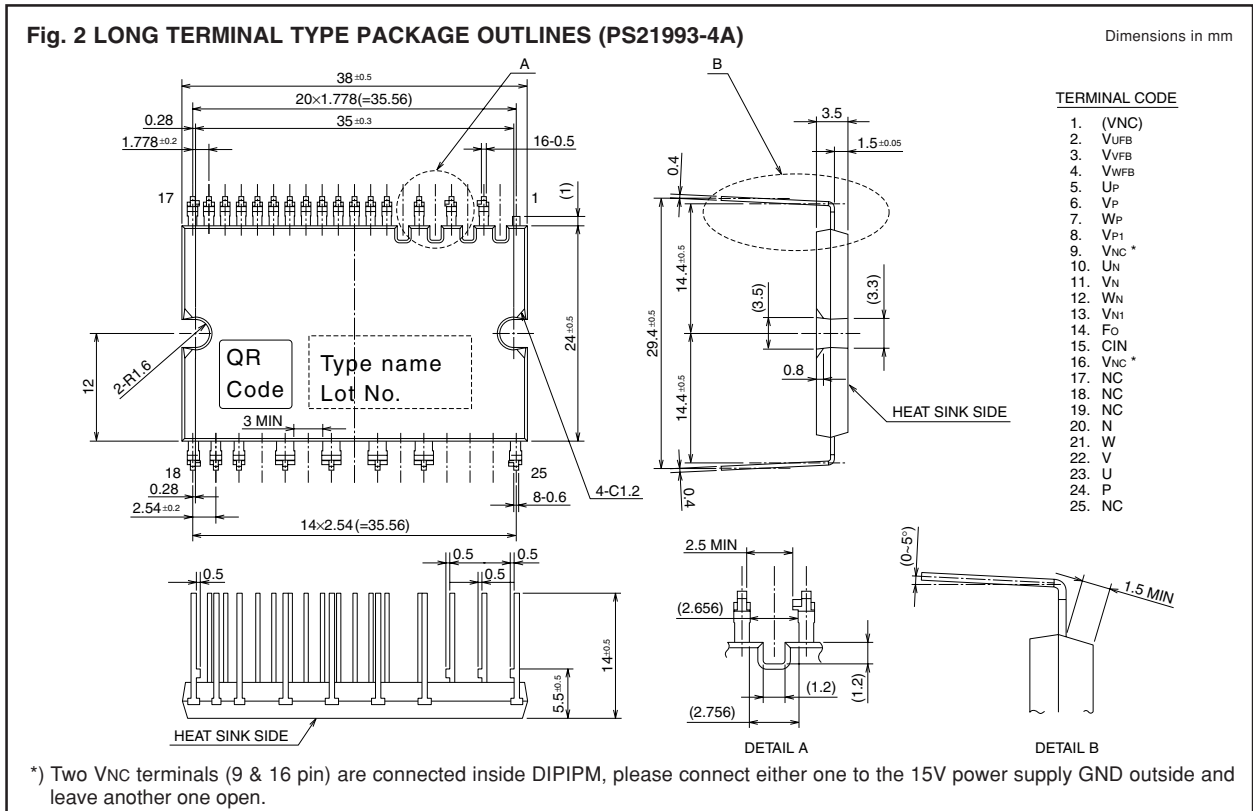 Fig. 2 LONG TERMINAL TYPE PACKAGE OUTLINES (PS21993-4A)
Dimensions in mm
A
B
38±0.5
20×1.778(=35.56)
35±0.3
0.28
1.778±0.2
16-0.5
17
1
(1)
2-R1.6
12
24±0.5
QR
Code
Type name
Lot No.
3 MIN
18
25
0.28
2.54±0.2
14×2.54(=35.56)
8-0.6
4-C1.2
3.5
1.5±0.05
0.4
29.4±0.5
14.4±0.5
14.4±0.5
(3.5)
(3.3)
0.8
HEAT SINK SIDE
0.4
TERMINAL CODE
1. (VNC)
2. VUFB
3. VVFB
4. VWFB
5. UP
6. VP
7. WP
8. VP1
9. VNC *
10. UN
11. VN
12. WN
13. VN1
14. FO
15. CIN
16. VNC *
17. NC
18. NC
19. NC
20. N
21. W
22. V
23. U
24. P
25. NC
0.5
0.5
0.5
0.5
14±0.5
5.5±0.5
HEAT SINK SIDE
2.5 MIN
(2.656)
(1.2)
(1.2)
(2.756)
DETAIL A
(0~5°)
1.5 MIN
DETAIL B
*) Two VNC terminals (9 & 16 pin) are connected inside DIPIPM, please connect either one to the 15V power supply GND outside and
leave another one open.